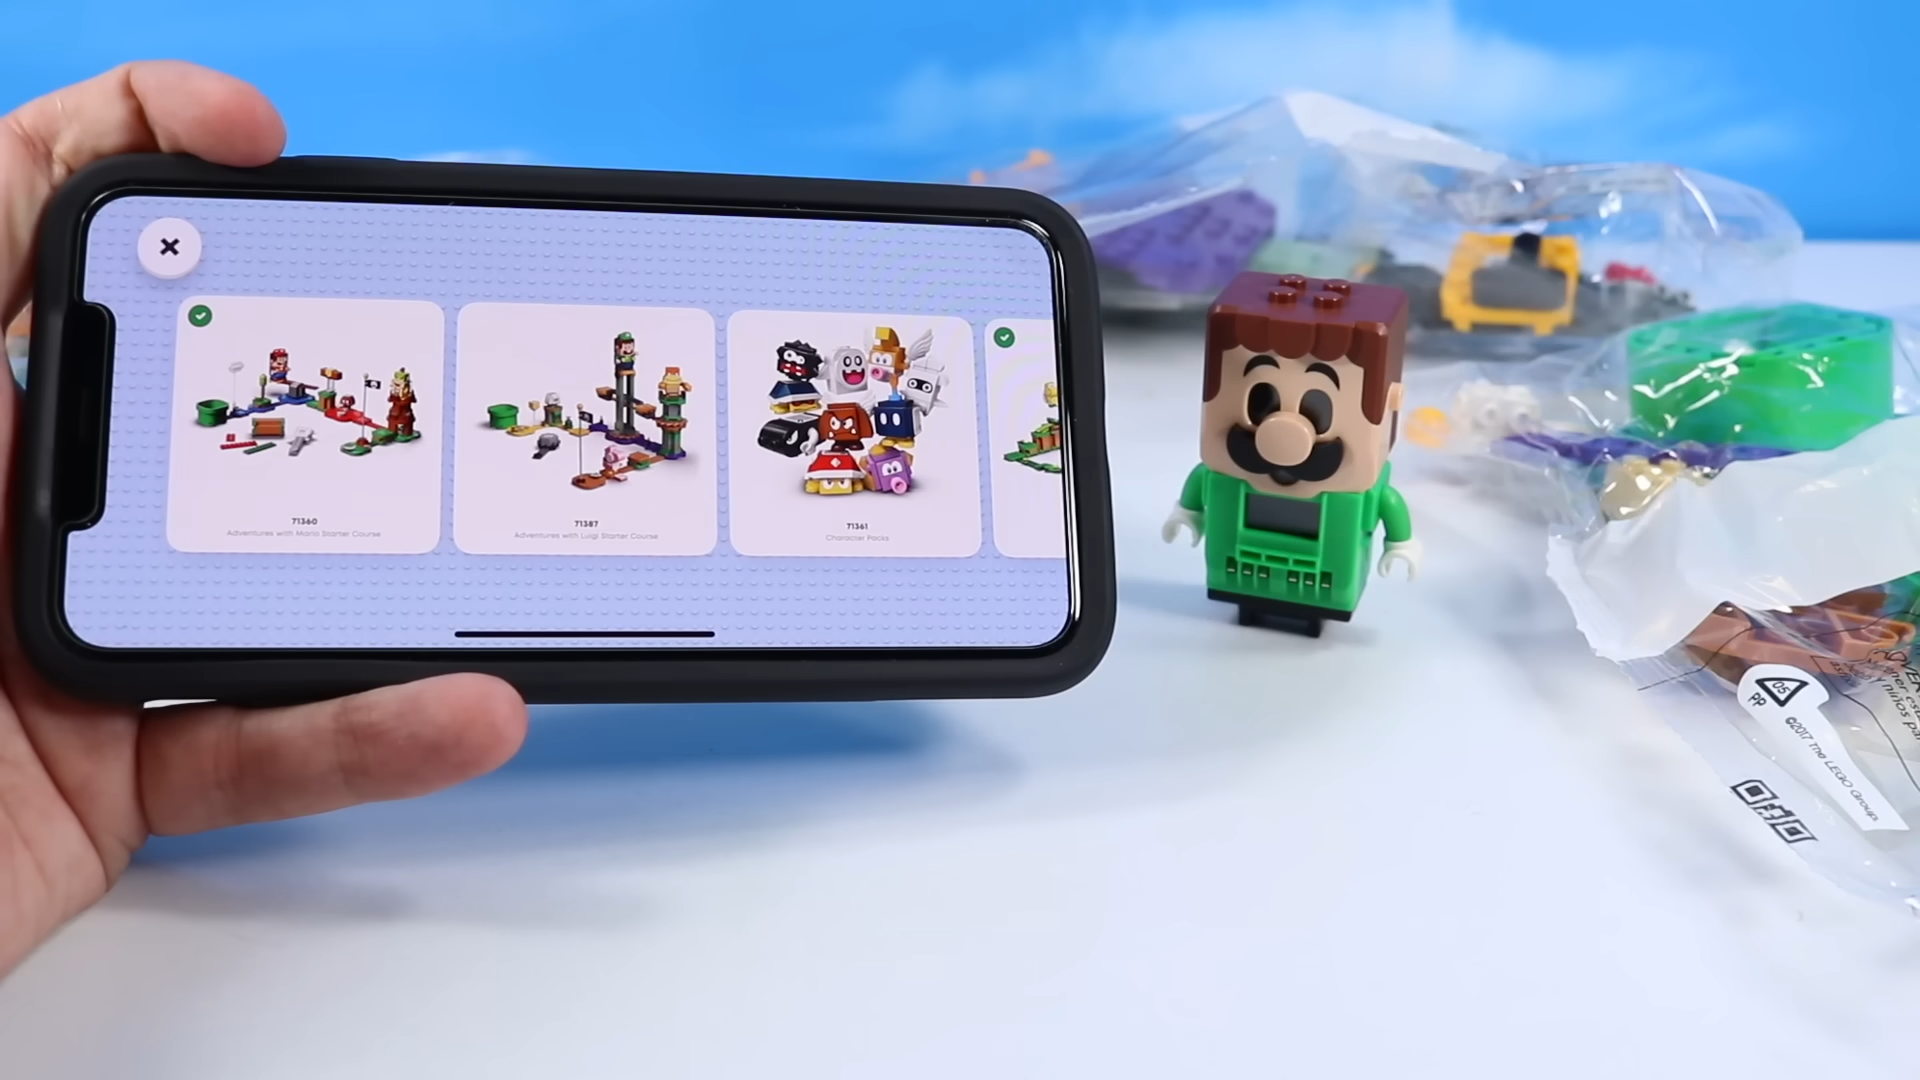 71360
Adventures with Mario Starter Course
71387
Adventures with Luigi Starter Course
71361
Character Packs
05
PP
©2017 The LEGO Group.